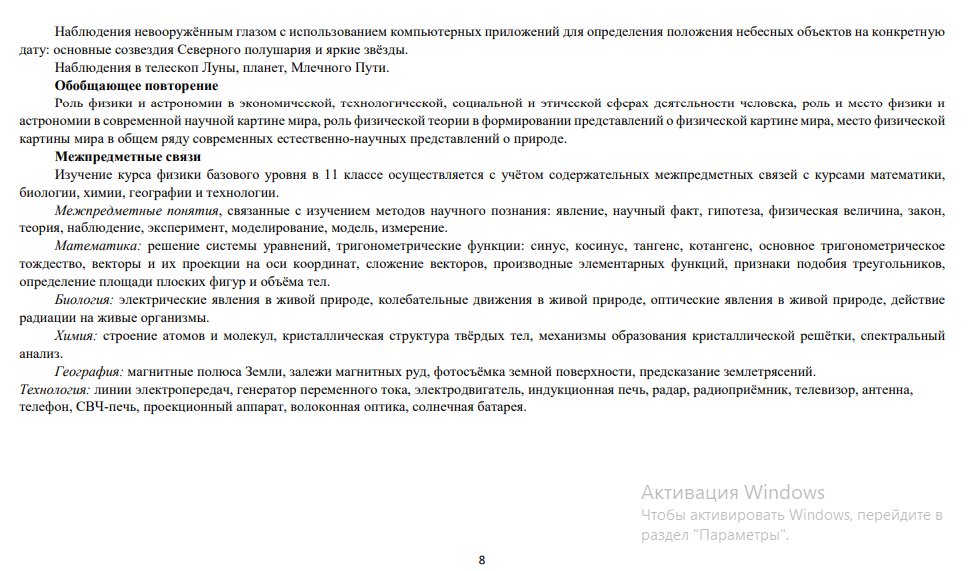 Наблюдения невооружённым глазом с использованием компьютерных приложений для определения положения небесных объектов на конкретную
дату: основные созвездия Северного полушария и яркие звёзды.
Наблюдения в телескоп Луны, планет, Млечного Пути.
Обобщающее повторение
Роль физики и астрономии в экономической, технологической, социальной и этической сферах деятельности человека, роль и место физики и
астрономии в современной научной картине мира, роль физической теории в формировании представлений о физической картине мира, место физической
картины мира в общем ряду современных естественно-научных представлений о природе.
Межпредметные связи
Изучение курса физики базового уровня в 11 классе осуществляется с учётом содержательных межпредметных связей с курсами математики,
биологии, химии, географии и технологии.
Межпредметные понятия, связанные с изучением методов научного познания: явление, научный факт, гипотеза, физическая величина, закон,
теория, наблюдение, эксперимент, моделирование, модель, измерение.
Математика: решение системы уравнений, тригонометрические функции: синус, косинус, тангенс, котангенс, основное тригонометрическое
тождество, векторы и их проекции на оси координат, сложение векторов, производные элементарных функций, признаки подобия треугольников,
определение площади плоских фигур и объёма тел.
Биология: электрические явления в живой природе, колебательные движения в живой природе, оптические явления в живой природе, действие
радиации на живые организмы.
Химия: строение атомов и молекул, кристаллическая структура твёрдых тел, механизмы образования кристаллической решётки, спектральный
анализ.
География: магнитные полюса Земли, залежи магнитных руд, фотосъёмка земной поверхности, предсказание землетрясений.
Технология: линии электропередач, генератор переменного тока, электродвигатель, индукционная печь, радар, радиоприёмник, телевизор, антенна,
телефон, СВЧ-печь, проекционный аппарат, волоконная оптика, солнечная батарея.
Активация Windows
Чтобы активировать Windows, перейдите в
раздел "Параметры".
8